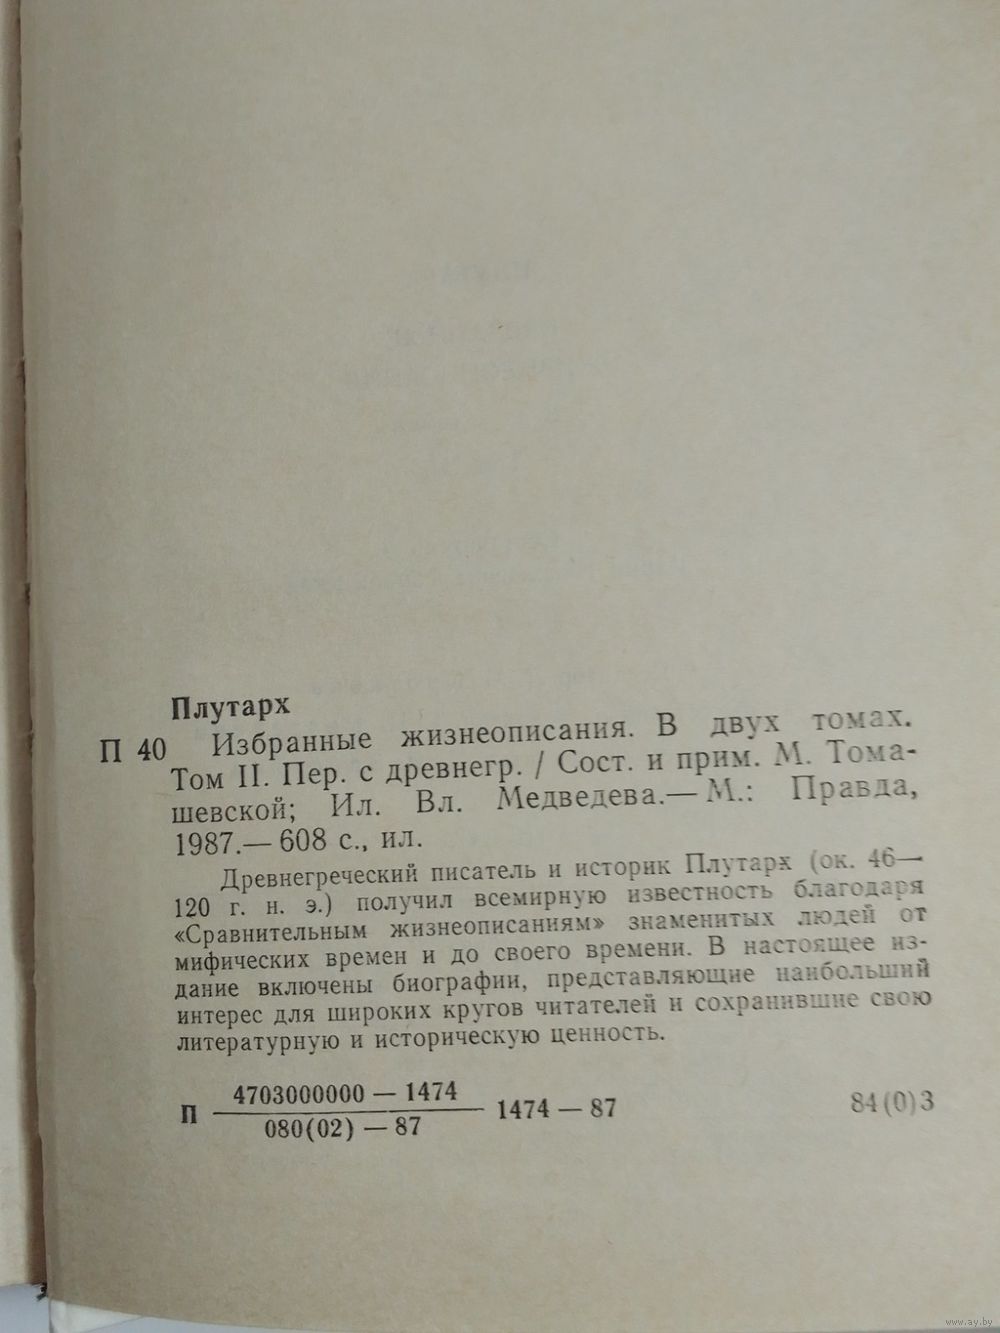 Плутарх
П 40 Избранные жизнеописания. В двух томах.
Том II. Пер. с древнегр. / Сост. и прим. М. Тома-
шевской; Ил. Вл. Медведева.— М.: Правда,
1987.— 608 с., ил.
Древнегреческий писатель и историк Плутарх (ок. 46—
120 г. н. э.) получил всемирную известность благодаря
«Сравнительным жизнеописаниям» знаменитых людей от
мифических времен и до своего времени. В настоящее из-
дание включены биографии, представляющие наибольший
интерес для широких кругов читателей и сохранившие свою
литературную и историческую ценность.
4703000000 — 1474
П 1474 — 87 84(0)3
080(02) — 87
www.ay.by